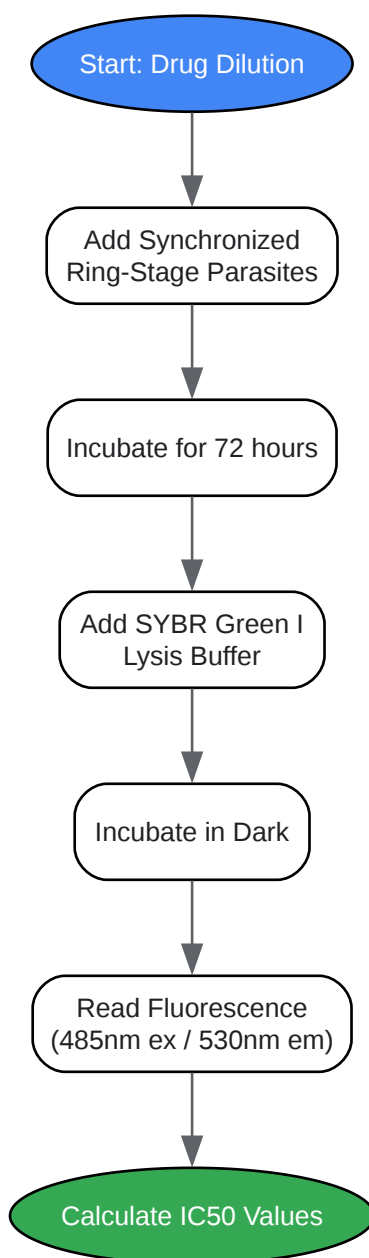 Start: Drug Dilution
Add Synchronized
Ring-Stage Parasites
Incubate for 72 hours
Add SYBR Green I
Lysis Buffer
Incubate in Dark
Read Fluorescence
(485nm ex / 530nm em)
Calculate IC50 Values